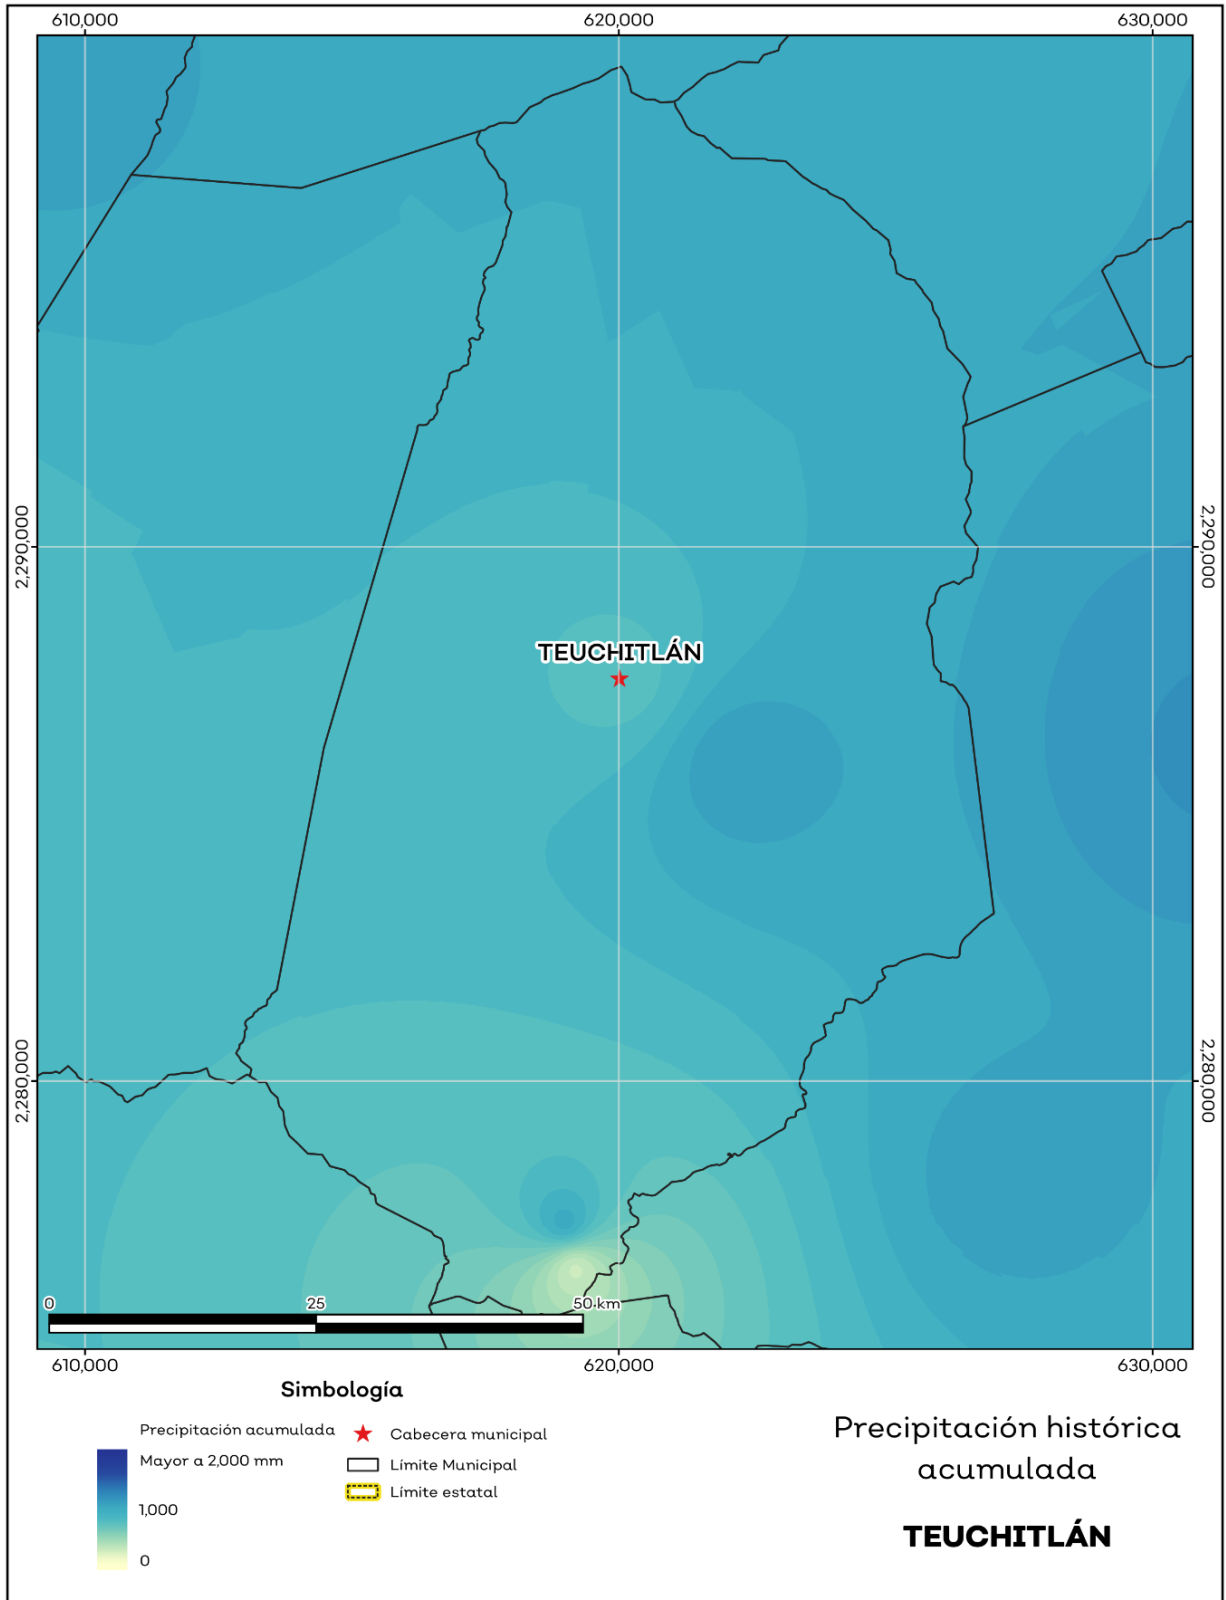 610,000
620,000
630,000
2,290,000
2,290,000
TEUCHITLÁN
2,280,000
2,280,000
0
25
50 km
610,000
620,000
630,000
Simbología
Precipitación acumulada
Mayor a 2,000 mm
1,000
0
Cabecera municipal
Límite Municipal
Límite estatal
Precipitación histórica
acumulada
TEUCHITLÁN